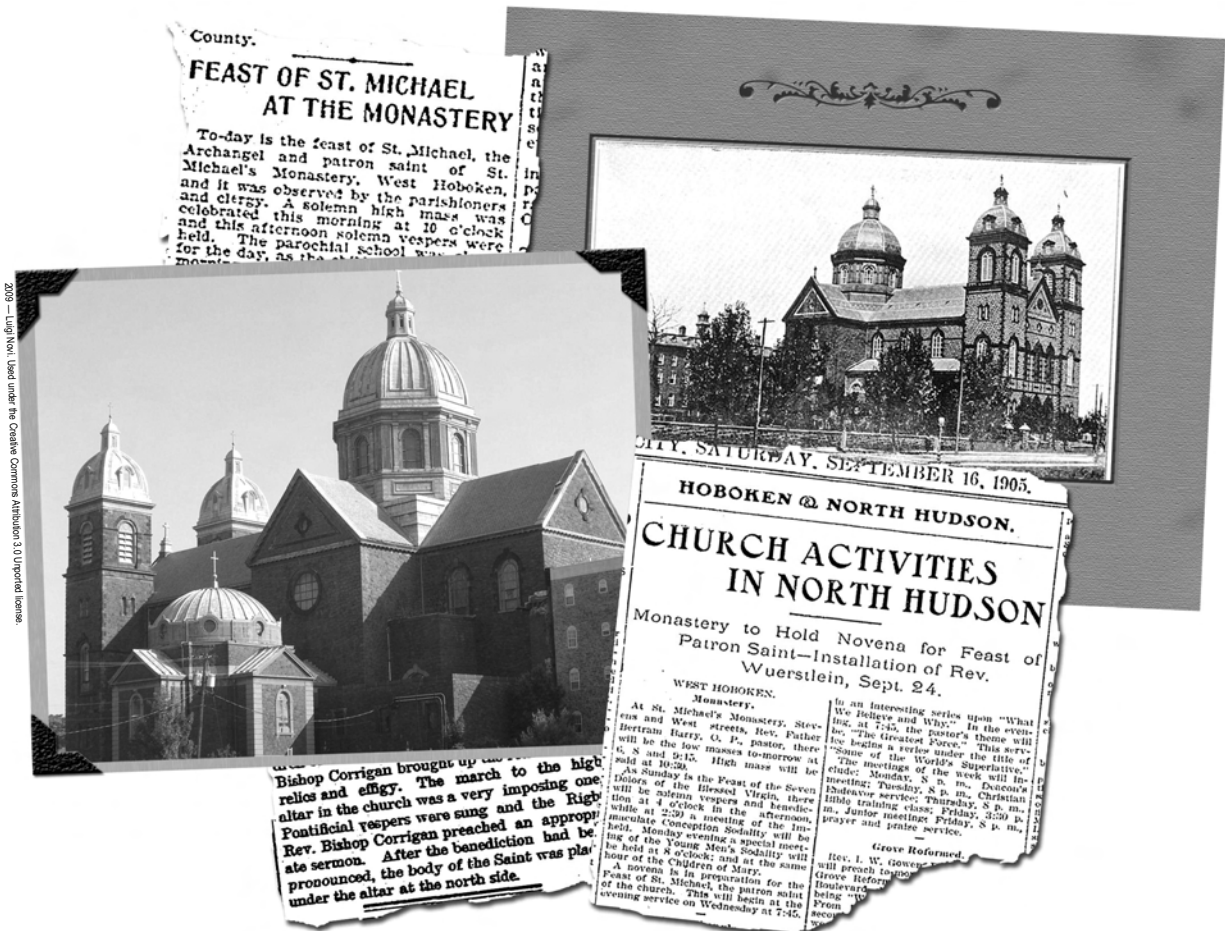 County.
FEAST OF ST. MICHAEL
AT THE MONASTERY
To-day is the feast of St. Michael, the
Archangel and patron saint of St.
Michael's Monastery, West Hoboken,
and it was observed by the parishioners
and clergy. A solemn high mass was
celebrated this morning at 10 o'clock
and this afternoon solemn vespers were
held. The parochial school was
for the day, as the
2009 — Luigi Novi. Used under the Creative Commons Attribution 3.0 Unported license.
CITY, SATURDAY, SEPTEMBER 16, 1905.
HOBOKEN @ NORTH HUDSON.
CHURCH ACTIVITIES
IN NORTH HUDSON
Monastery to Hold Novena for Feast of
Patron Saint—Installation of Rev.
Wuerstlein, Sept. 24.
WEST HOBOKEN.
Monastery.
At St. Michael's Monastery, Stev-
ens and West streets, Rev. Father
Bertram Barry, O. P., pastor, there
will be the low masses to-morrow at
6, 8 and 9:15. High mass will be
said at 10:30.
As Sunday is the Feast of the Seven
Dolors of the Blessed Virgin, there
will be solemn vespers and benedic-
tion at 4 o'clock in the afternoon,
while at 2:30 a meeting of the Im-
maculate Conception Sodality will be
held. Monday evening a special meet-
ing of the Young Men's Sodality will
be held at 8 o'clock; and at the same
hour of the Children of Mary.
A novena is in preparation for the
Feast of St. Michael, the patron saint
of the church. This will begin at the
evening service on Wednesday at 7:45.
in an interesting series upon "What
We Believe and Why." In the even-
ing, at 7:45, the pastor's theme will
be, "The Greatest Force." This serv-
ice begins a series under the title of
"Some of the World's Superlative."
The meetings of the week will in-
clude: Monday, 8 p. m., Deacon's
meeting; Tuesday, 8 p. m., Christian
Endeavor service; Thursday, 3:30 p.
m., Junior meeting; Friday, 8 p. m.,
prayer and praise service.
Grove Reformed.
Rev. I. W. Gowen
will preach to-mo
Grove Reform
Boulevard
being "W
From
secon
Bishop Corrigan brought up the
relics and effigy. The march to the high
altar in the church was a very imposing one.
Pontificial vespers were sung and the Right
Rev. Bishop Corrigan preached an appropri-
ate sermon. After the benediction had be
pronounced, the body of the Saint was plac
under the altar at the north side.